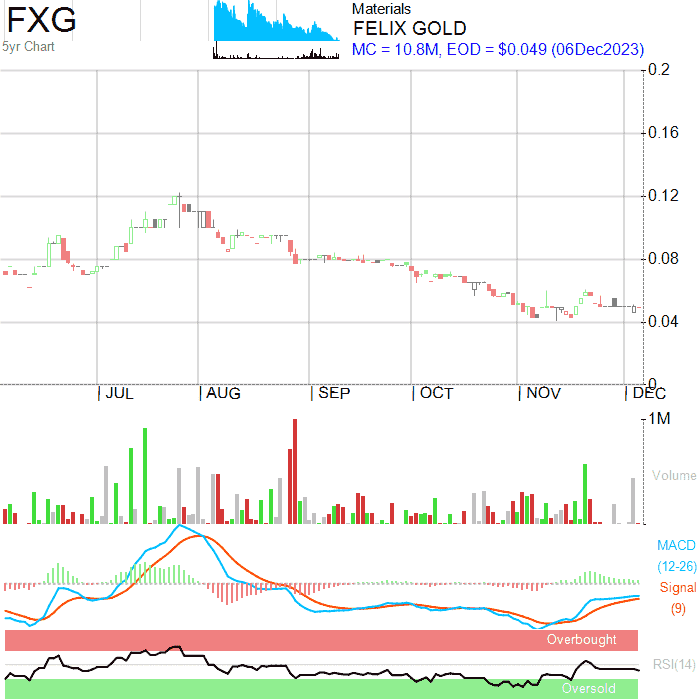 FXG
5yr Chart
Materials
FELIX GOLD
MC = 10.8M, EOD = $0.049 (06Dec2023)
0.2
0.16
0.12
0.08
0.04
0
JUL AUG SEP OCT NOV DEC
1M
Volume
MACD
(12-26)
Signal
(9)
Overbought
RSI(14)
Oversold